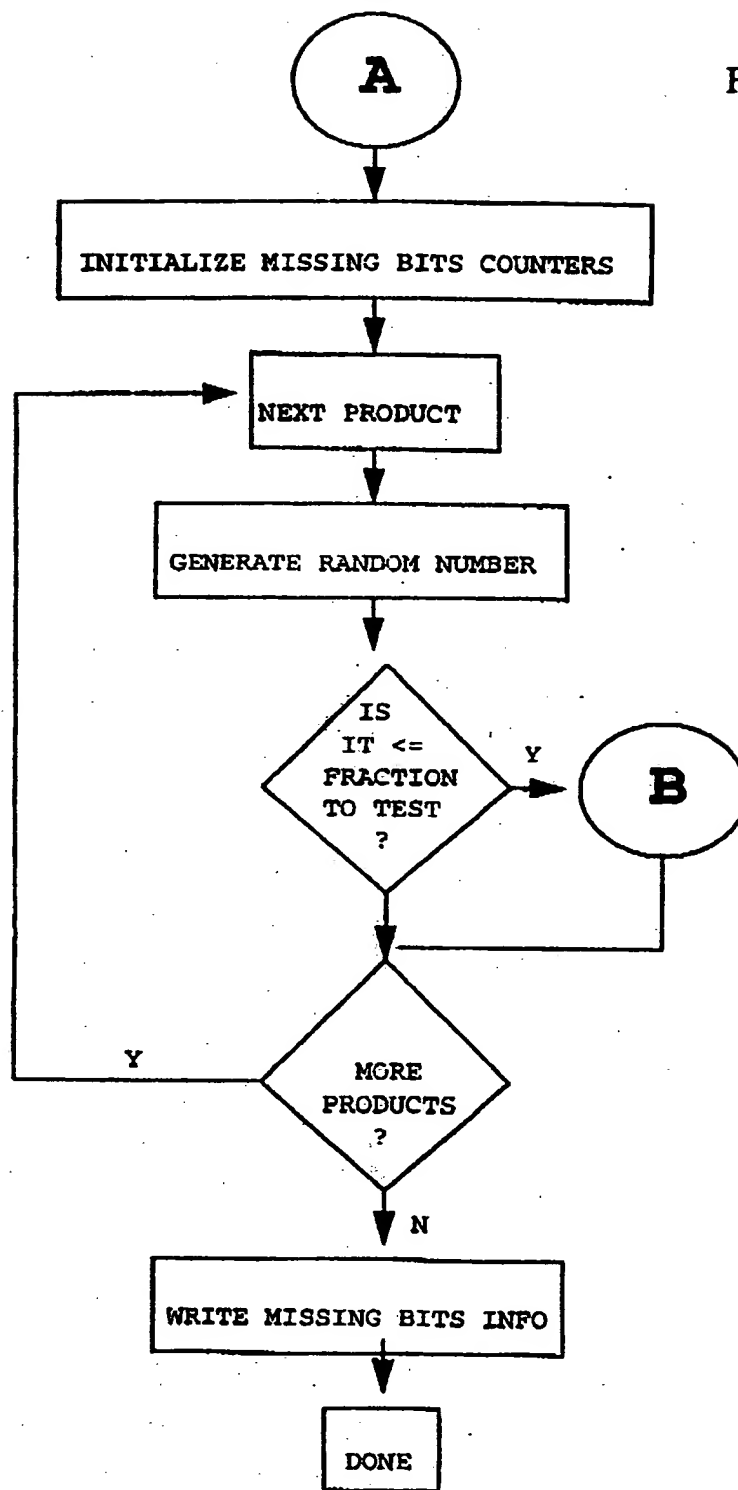 A
F
INITIALIZE MISSING BITS COUNTERS
NEXT PRODUCT
GENERATE RANDOM NUMBER
IS
IT <=
FRACTION
TO TEST
?
Y
B
Y
MORE
PRODUCTS
?
N
WRITE MISSING BITS INFO
DONE